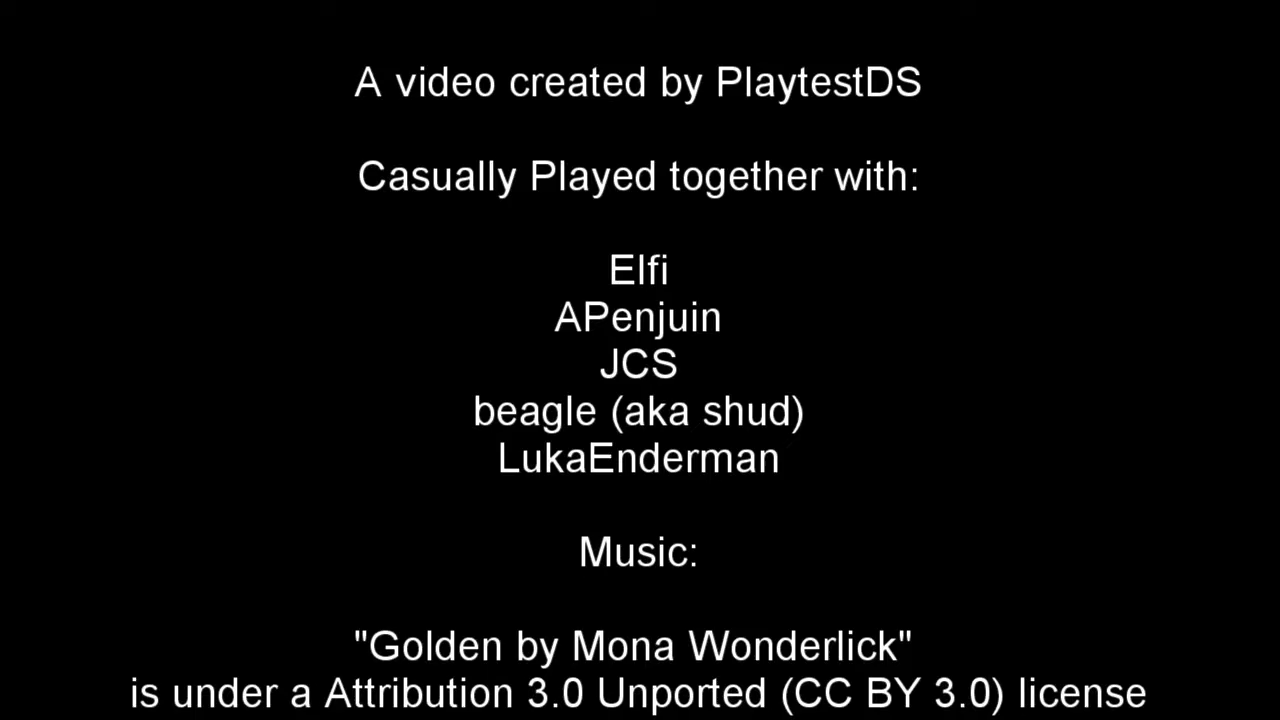 A video created by PlaytestDS
Casually Played together with:
Elfi
APenjuin
JCS
beagle (aka shud)
LukaEnderman
Music:
"Golden by Mona Wonderlick"
is under a Attribution 3.0 Unported (CC BY 3.0) license